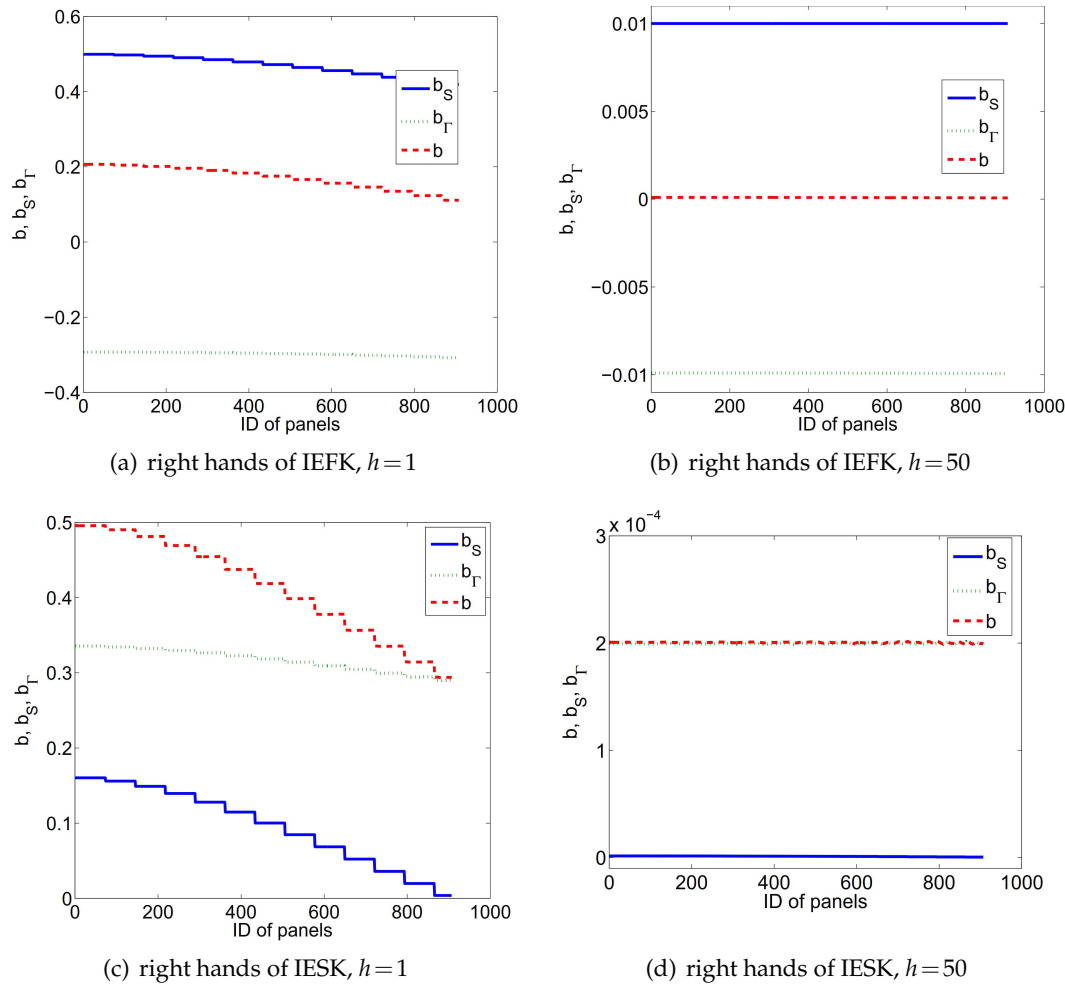 0.6
0.4
0.2
0
−0.2
−0.4
b, b_S, b_Γ
b_S
b_Γ
b
0 200 400 600 800 1000
ID of panels
(a) right hands of IEFK, h=1
0.01
0.005
0
−0.005
−0.01
b, b_S, b_Γ
b_S
b_Γ
b
0 200 400 600 800 1000
ID of panels
(b) right hands of IEFK, h=50
0.5
0.4
0.3
0.2
0.1
0
b, b_S, b_Γ
b_S
b_Γ
b
0 200 400 600 800 1000
ID of panels
(c) right hands of IESK, h=1
x 10^-4
3
2
1
0
b, b_S, b_Γ
b_S
b_Γ
b
0 200 400 600 800 1000
ID of panels
(d) right hands of IESK, h=50